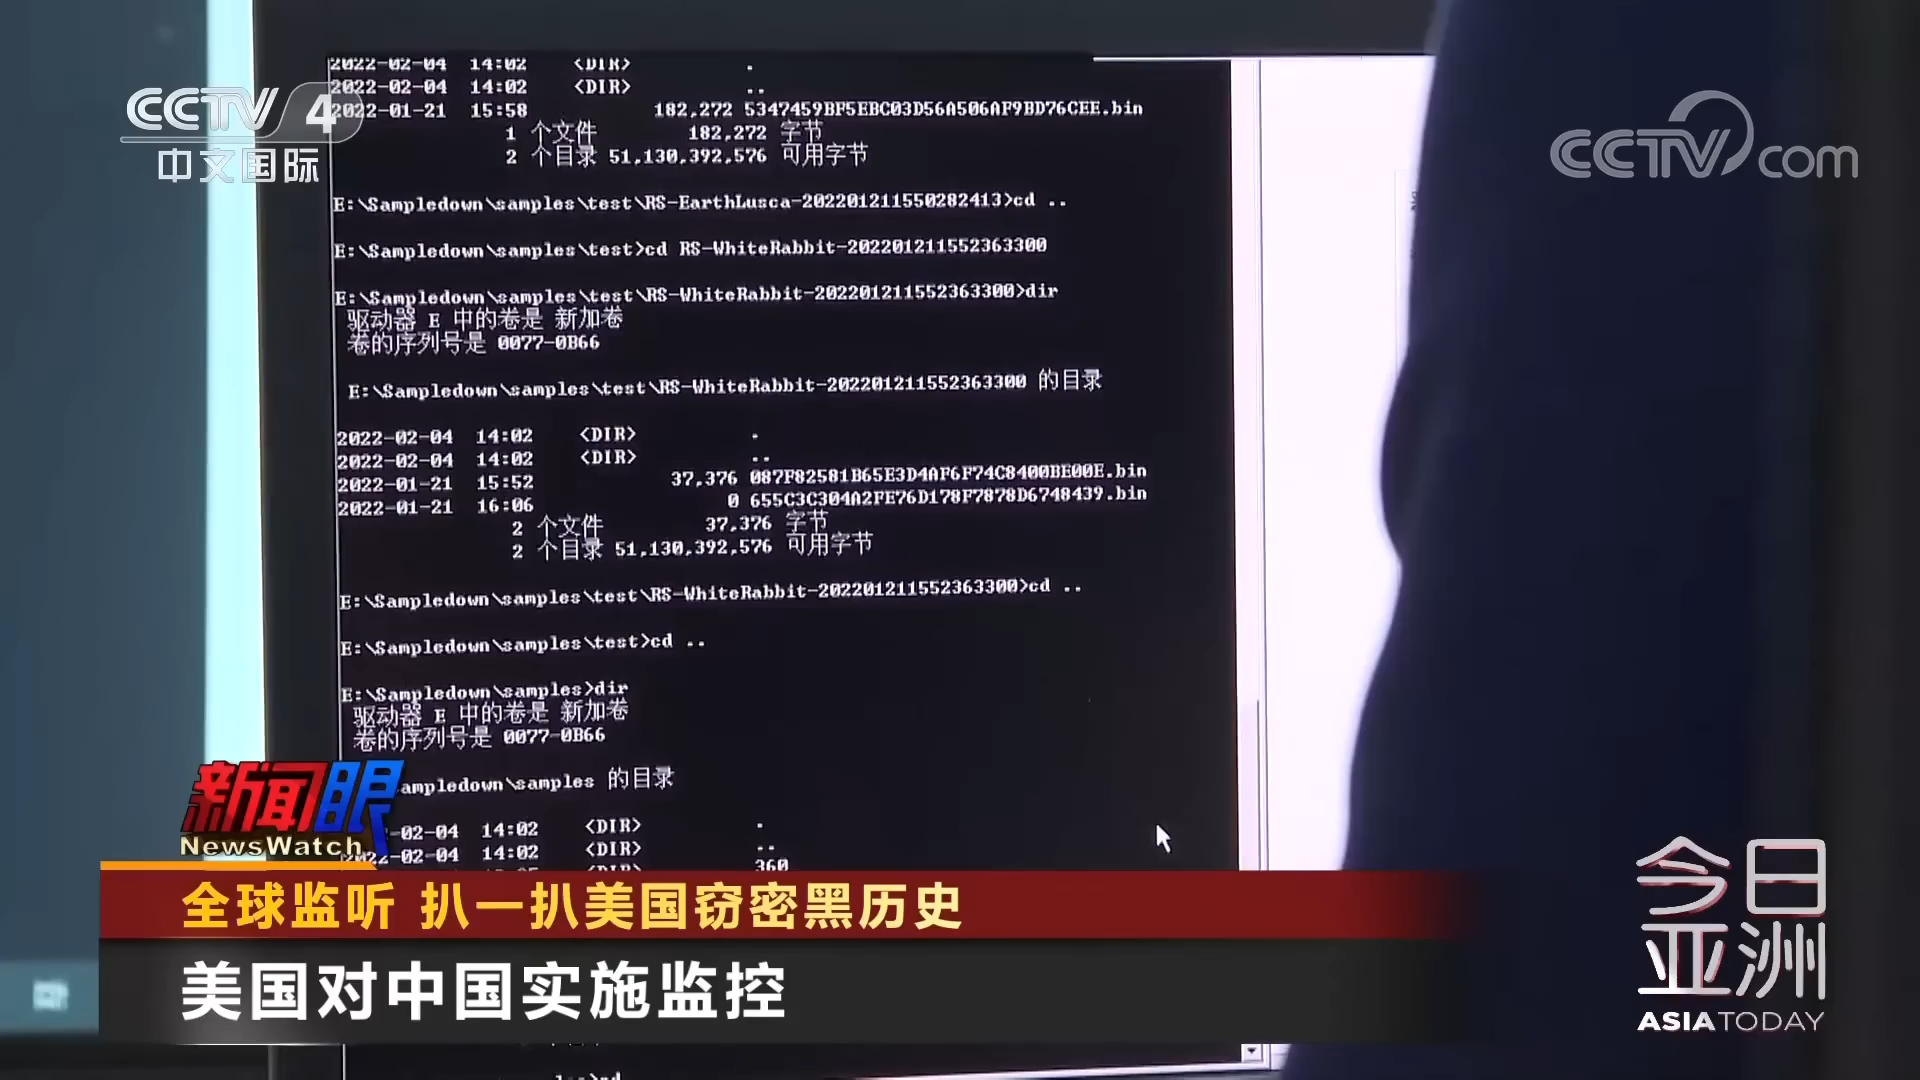 2022-02-04 14:02 <DIR> .
2022-02-04 14:02 <DIR> ..
2022-01-21 15:58 182,272 5347459BF5EBC03D56A506AF9BD76CEE.bin
1 个文件 182,272 字节
2 个目录 51,130,392,576 可用字节
E:\Sampledown\samples\test\RS-EarthLusca-202201211550282413>cd ..
E:\Sampledown\samples\test>cd RS-WhiteRabbit-202201211552363300
E:\Sampledown\samples\test\RS-WhiteRabbit-202201211552363300>dir
驱动器 E 中的卷是 新加卷
卷的序列号是 0077-0B66
E:\Sampledown\samples\test\RS-WhiteRabbit-202201211552363300 的目录
2022-02-04 14:02 <DIR> .
2022-02-04 14:02 <DIR> ..
2022-01-21 15:52 37,376 087F82581B65E3D4AF6F74C8400BE00E.bin
2022-01-21 16:06 0 655C3C304A2FE76D178F7878D6748439.bin
2 个文件 37,376 字节
2 个目录 51,130,392,576 可用字节
E:\Sampledown\samples\test\RS-WhiteRabbit-202201211552363300>cd ..
E:\Sampledown\samples\test>cd ..
E:\Sampledown\samples>dir
驱动器 E 中的卷是 新加卷
卷的序列号是 0077-0B66
ampledown\samples 的目录
-02-04 14:02 <DIR> .
2022-02-04 14:02 <DIR> ..
360
CCTV 4
中文国际
CCTV com
新闻眼
NewsWatch
全球监听 扒一扒美国窃密黑历史
美国对中国实施监控
今日
亚洲
ASIA TODAY